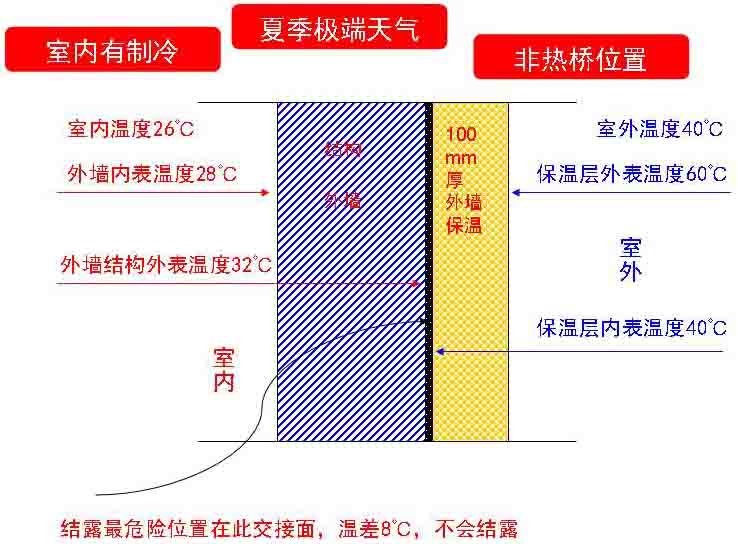 夏季极端天气
室内有制冷
非热桥位置
室内温度26℃
外墙内表温度28℃
外墙结构外表温度32℃
室内
结构
外墙
100
mm
厚
外墙
保温
室外温度40℃
保温层外表温度60℃
室外
保温层内表温度40℃
结露最危险位置在此交接面，温差8℃，不会结露